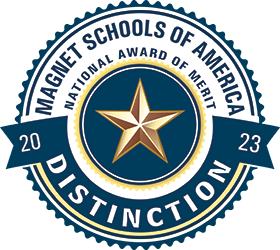 MAGNET SCHOOLS OF AMERICA
NATIONAL AWARD OF MERIT
20 23
DISTINCTION